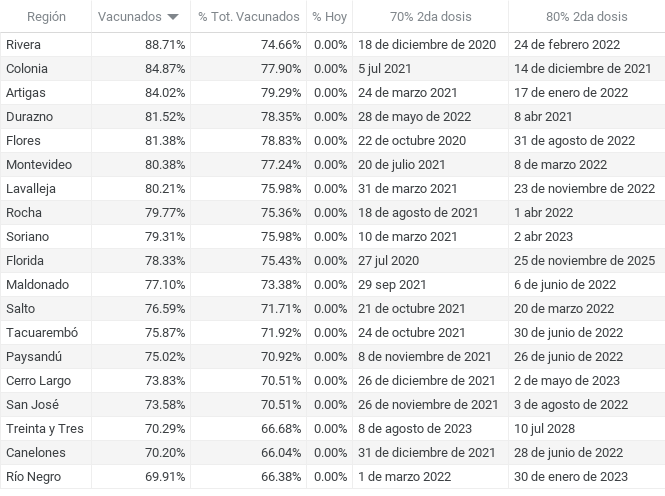 Región Vacunados % Tot. Vacunados % Hoy 70% 2da dosis 80% 2da dosis
Rivera 88.71% 74.66% 0.00% 18 de diciembre de 2020 24 de febrero 2022
Colonia 84.87% 77.90% 0.00% 5 jul 2021 14 de diciembre de 2021
Artigas 84.02% 79.29% 0.00% 24 de marzo 2021 17 de enero de 2022
Durazno 81.52% 78.35% 0.00% 28 de mayo de 2022 8 abr 2021
Flores 81.38% 78.83% 0.00% 22 de octubre 2020 31 de agosto de 2022
Montevideo 80.38% 77.24% 0.00% 20 de julio 2021 8 de marzo 2022
Lavalleja 80.21% 75.98% 0.00% 31 de marzo 2021 23 de noviembre de 2022
Rocha 79.77% 75.36% 0.00% 18 de agosto de 2021 1 abr 2022
Soriano 79.31% 75.98% 0.00% 10 de marzo 2021 2 abr 2023
Florida 78.33% 75.43% 0.00% 27 jul 2020 25 de noviembre de 2025
Maldonado 77.10% 73.38% 0.00% 29 sep 2021 6 de junio de 2022
Salto 76.59% 71.71% 0.00% 21 de octubre 2021 20 de marzo 2022
Tacuarembó 75.87% 71.92% 0.00% 24 de octubre 2021 30 de junio de 2022
Paysandú 75.02% 70.92% 0.00% 8 de noviembre de 2021 26 de junio de 2022
Cerro Largo 73.83% 70.51% 0.00% 26 de diciembre de 2021 2 de mayo de 2023
San José 73.58% 70.51% 0.00% 26 de noviembre de 2021 3 de agosto de 2022
Treinta y Tres 70.29% 66.68% 0.00% 8 de agosto de 2023 10 jul 2028
Canelones 70.20% 66.04% 0.00% 31 de diciembre de 2021 28 de junio de 2022
Río Negro 69.91% 66.38% 0.00% 1 de marzo 2022 30 de enero de 2023